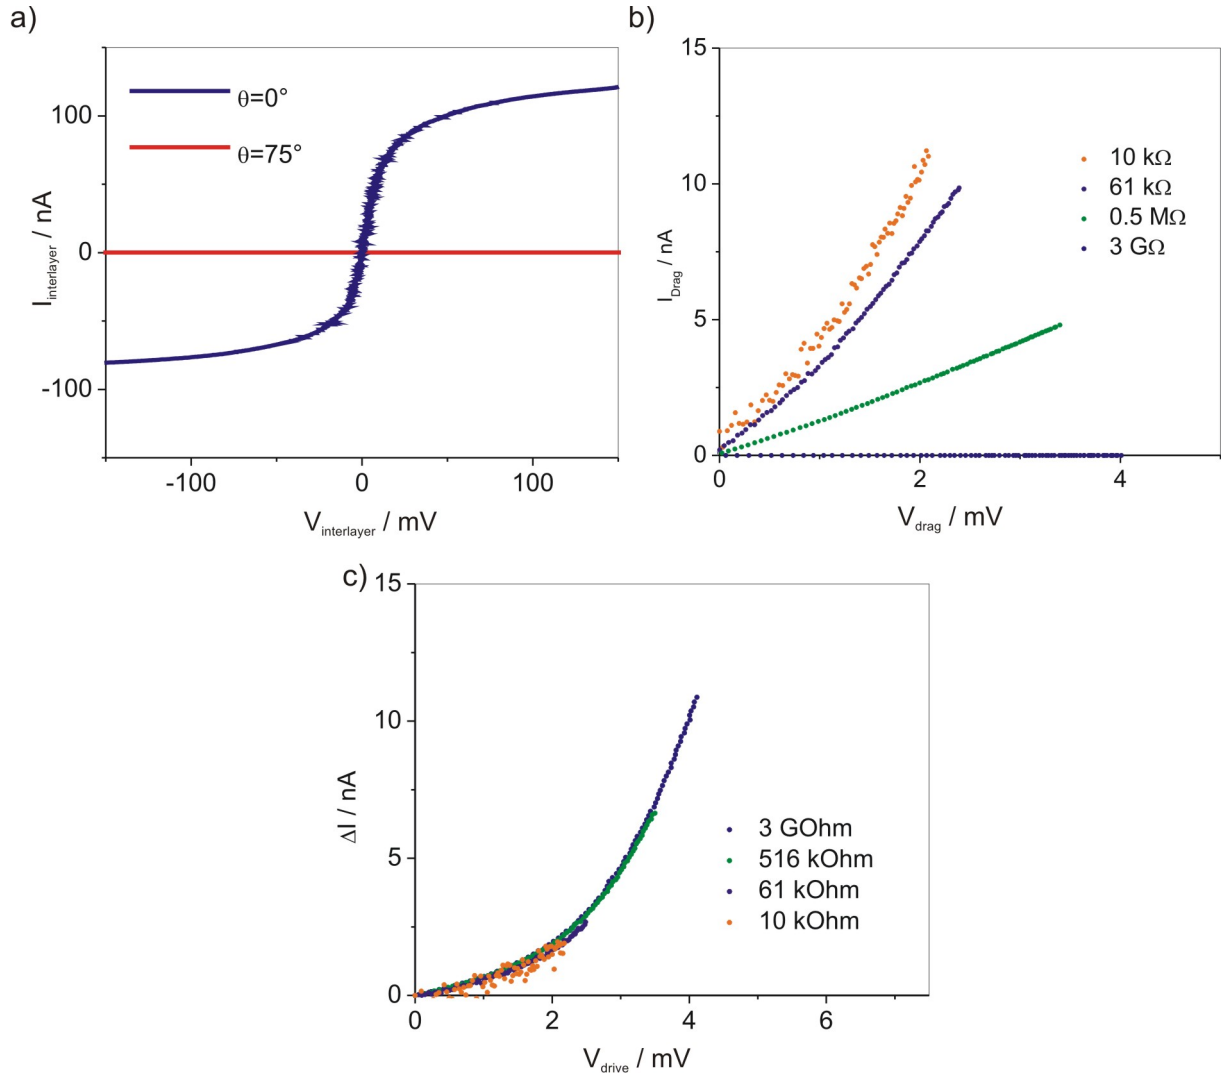 a)
θ=0°
θ=75°
100
0
-100
I interlayer / nA
-100
0
100
V interlayer / mV
b)
15
10
5
0
I Drag / nA
10 kΩ
61 kΩ
0.5 MΩ
3 GΩ
0
2
4
V drag / mV
c)
15
10
5
0
ΔI / nA
3 GOhm
516 kOhm
61 kOhm
10 kOhm
0
2
4
6
V drive / mV